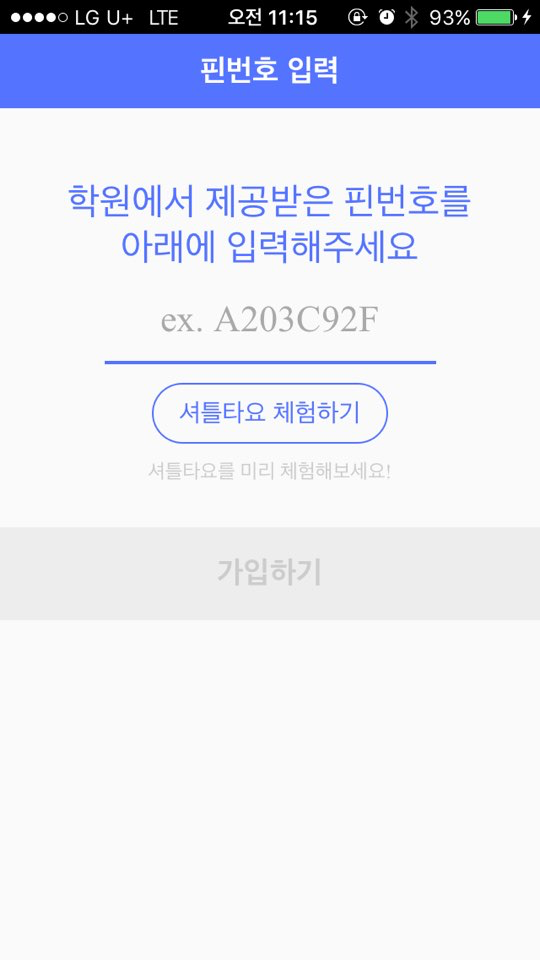 LG U+ LTE 오전 11:15 93%
핀번호 입력
학원에서 제공받은 핀번호를
아래에 입력해주세요
ex. A203C92F
셔틀타요 체험하기
셔틀타요를 미리 체험해보세요!
가입하기